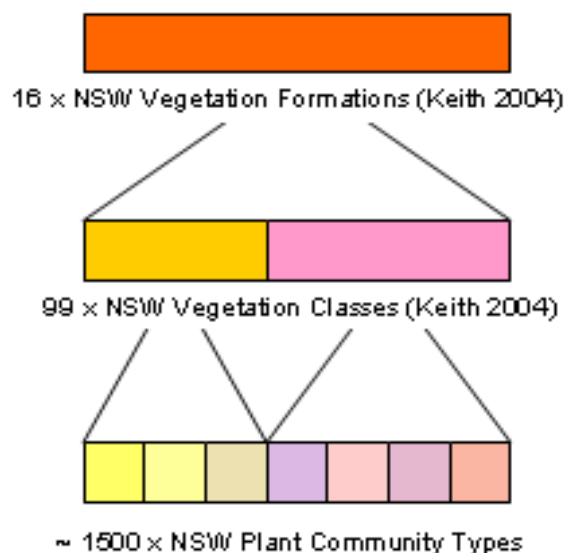 16 x NSW Vegetation Formations (Keith 2004)
99 x NSW Vegetation Classes (Keith 2004)
~ 1500 x NSW Plant Community Types